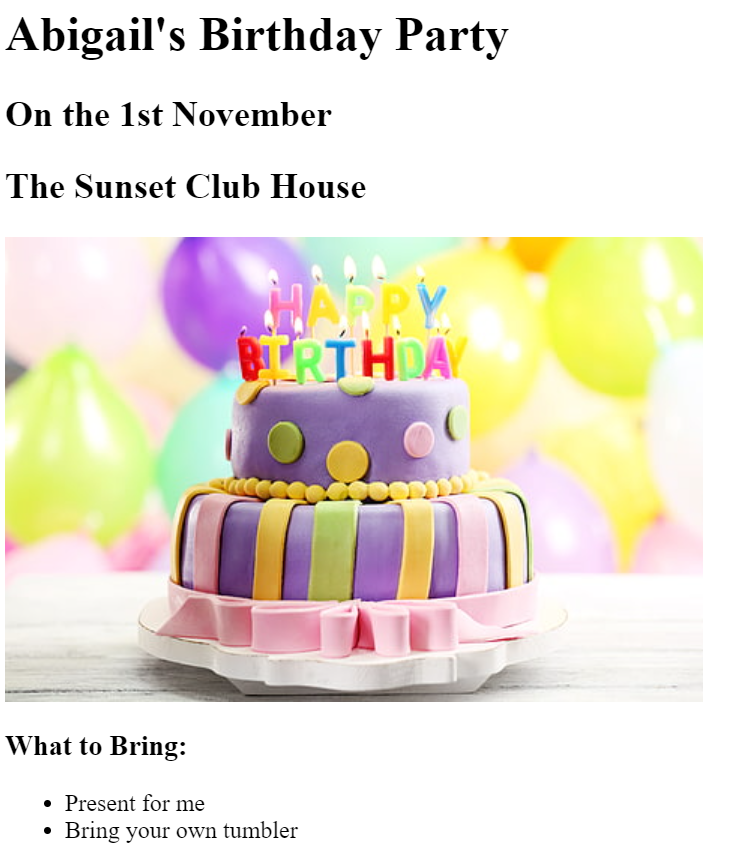 Abigail's Birthday Party
On the 1st November
The Sunset Club House
HAPPY
BIRTHDAY
What to Bring:
Present for me
Bring your own tumbler